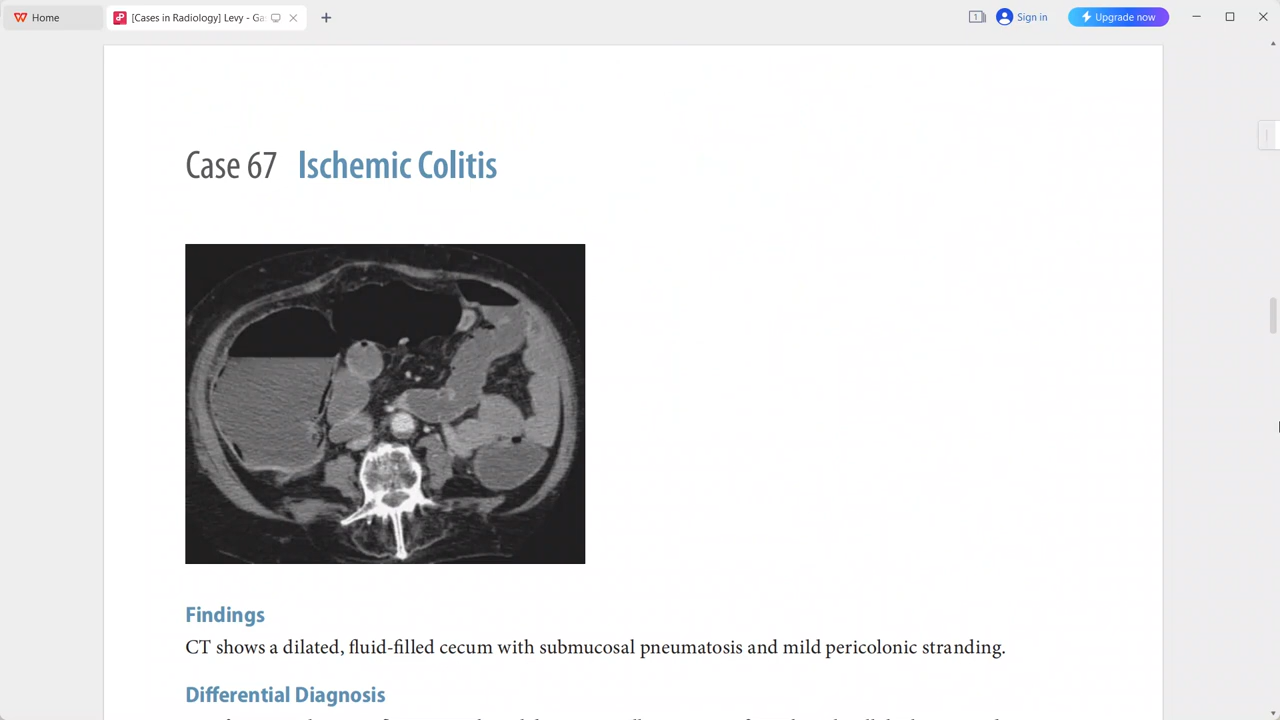 Home
[Cases in Radiology] Levy - Ga
1
Sign in
Upgrade now
Case 67 Ischemic Colitis
Findings
CT shows a dilated, fluid-filled cecum with submucosal pneumatosis and mild pericolonic stranding.
Differential Diagnosis